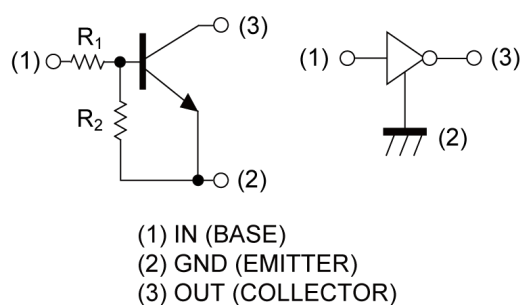 R₁
(1)
(3)
R₂
(2)
(1)
(3)
(2)
(1) IN (BASE)
(2) GND (EMITTER)
(3) OUT (COLLECTOR)